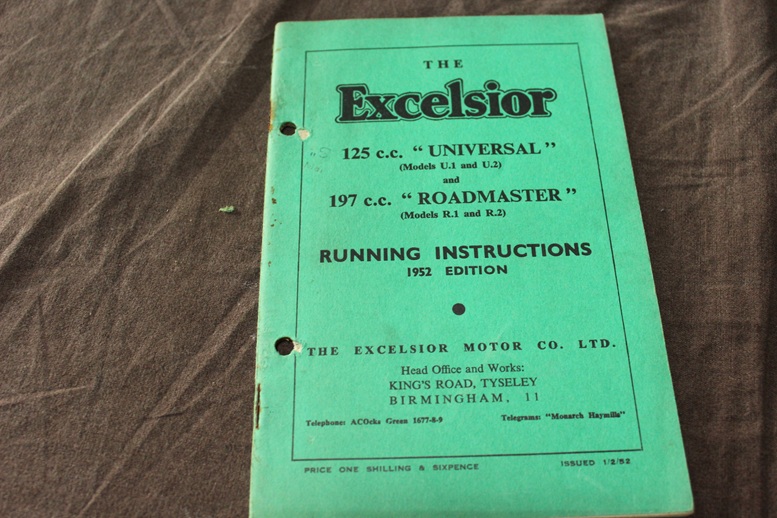 THE
Excelsior
125 c.c. “ UNIVERSAL ”
(Models U.1 and U.2)
and
197 c.c. “ ROADMASTER ”
(Models R.1 and R.2)
RUNNING INSTRUCTIONS
1952 EDITION
THE EXCELSIOR MOTOR CO. LTD.
Head Office and Works:
KING'S ROAD, TYSELEY
BIRMINGHAM, 11
Telephone: ACOcks Green 1677-8-9 Telegrams: "Monarch Haymills"
PRICE ONE SHILLING & SIXPENCE ISSUED 1/2/52